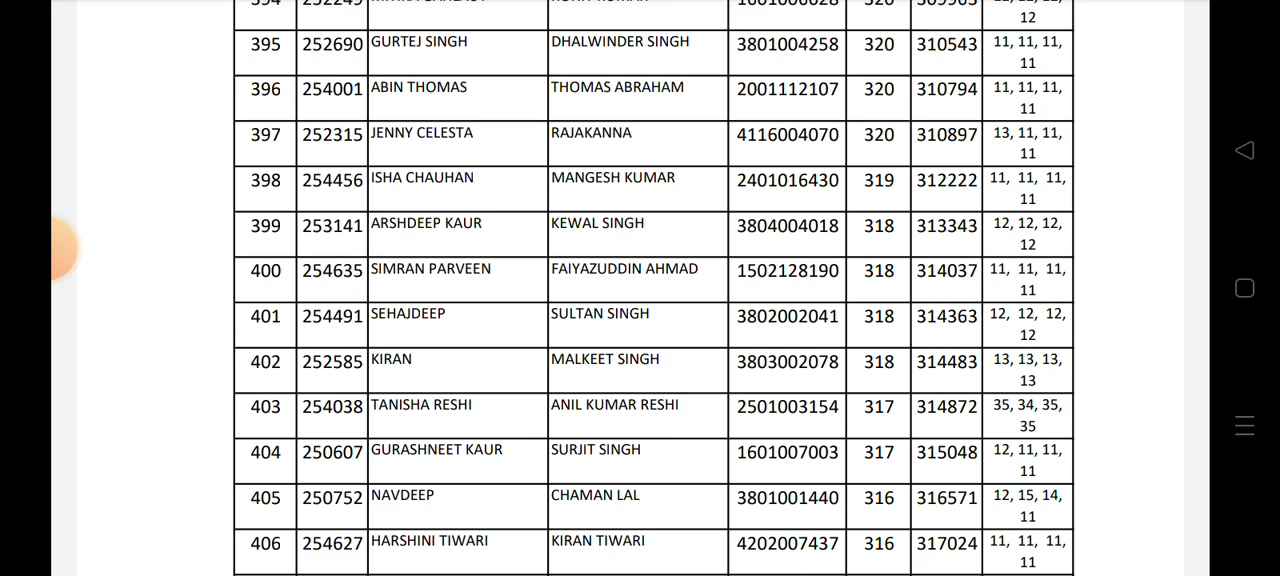 395 252690 GURTEJ SINGH DHALWINDER SINGH 3801004258 320 310543 11, 11, 11,
11
396 254001 ABIN THOMAS THOMAS ABRAHAM 2001112107 320 310794 11, 11, 11,
11
397 252315 JENNY CELESTA RAJAKANNA 4116004070 320 310897 13, 11, 11,
11
398 254456 ISHA CHAUHAN MANGESH KUMAR 2401016430 319 312222 11, 11, 11,
11
399 253141 ARSHDEEP KAUR KEWAL SINGH 3804004018 318 313343 12, 12, 12,
12
400 254635 SIMRAN PARVEEN FAIYAZUDDIN AHMAD 1502128190 318 314037 11, 11, 11,
11
401 254491 SEHAJDEEP SULTAN SINGH 3802002041 318 314363 12, 12, 12,
12
402 252585 KIRAN MALKEET SINGH 3803002078 318 314483 13, 13, 13,
13
403 254038 TANISHA RESHI ANIL KUMAR RESHI 2501003154 317 314872 35, 34, 35,
35
404 250607 GURASHNEET KAUR SURJIT SINGH 1601007003 317 315048 12, 11, 11,
11
405 250752 NAVDEEP CHAMAN LAL 3801001440 316 316571 12, 15, 14,
11
406 254627 HARSHINI TIWARI KIRAN TIWARI 4202007437 316 317024 11, 11, 11,
11